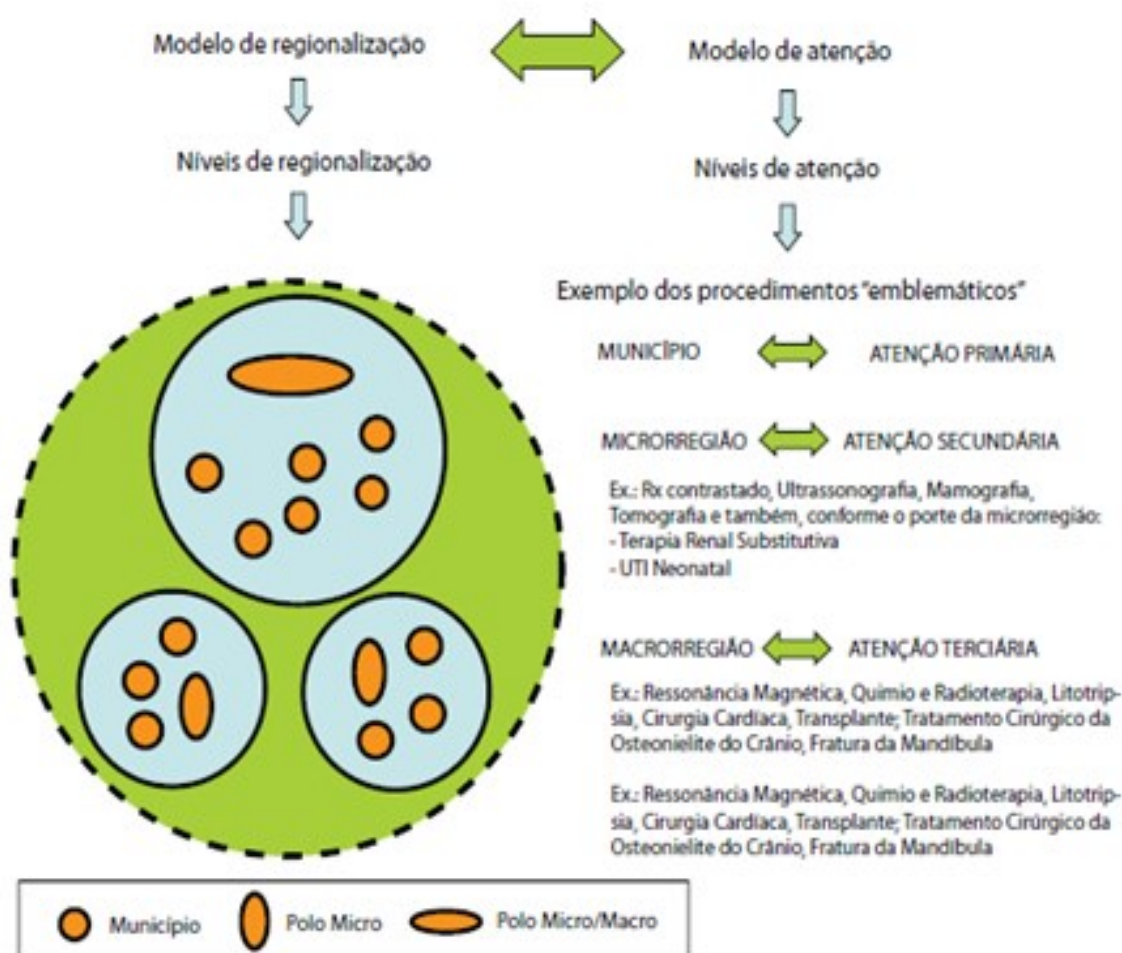 Modelo de regionalização
Modelo de atenção
Níveis de regionalização
Níveis de atenção
Exemplo dos procedimentos "emblemáticos"
MUNICÍPIO
ATENÇÃO PRIMÁRIA
MICRORREGIÃO
ATENÇÃO SECUNDÁRIA
Ex.: Rx contrastado, Ultrassonografia, Mamografia,
Tomografia e também, conforme o porte da microrregião:
- Terapia Renal Substitutiva
- UTI Neonatal
MACRORREGIÃO
ATENÇÃO TERCIÁRIA
Ex.: Ressonância Magnética, Quimio e Radioterapia, Litotrip-
sia, Cirurgia Cardíaca, Transplante; Tratamento Cirúrgico da
Osteonielite do Crânio, Fratura da Mandíbula
Ex.: Ressonância Magnética, Quimio e Radioterapia, Litotrip-
sia, Cirurgia Cardíaca, Transplante; Tratamento Cirúrgico da
Osteonielite do Crânio, Fratura da Mandíbula
Município
Polo Micro
Polo Micro/Macro